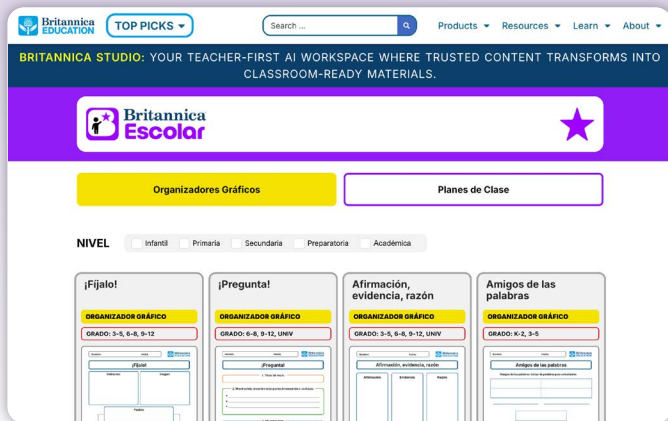 Britannica
EDUCATION
TOP PICKS
Search ...
Products
Resources
Learn
About
BRITANNICA STUDIO: YOUR TEACHER-FIRST AI WORKSPACE WHERE TRUSTED CONTENT TRANSFORMS INTO
CLASSROOM-READY MATERIALS.
Britannica
Escolar
Organizadores Gráficos
Planes de Clase
NIVEL
Infantil
Primaria
Secundaria
Preparatoria
Académica
¡Fíjalo!
ORGANIZADOR GRÁFICO
GRADO: 3-5, 6-8, 9-12
¡Fíjalo!
¡Pregunta!
ORGANIZADOR GRÁFICO
GRADO: 6-8, 9-12, UNIV
¡Pregunta!
Afirmación,
evidencia, razón
ORGANIZADOR GRÁFICO
GRADO: 3-5, 6-8, 9-12, UNIV
Afirmación, evidencia, razón
Afirmación
Evidencia
Razón
Amigos de las
palabras
ORGANIZADOR GRÁFICO
GRADO: K-2, 3-5
Amigos de las palabras